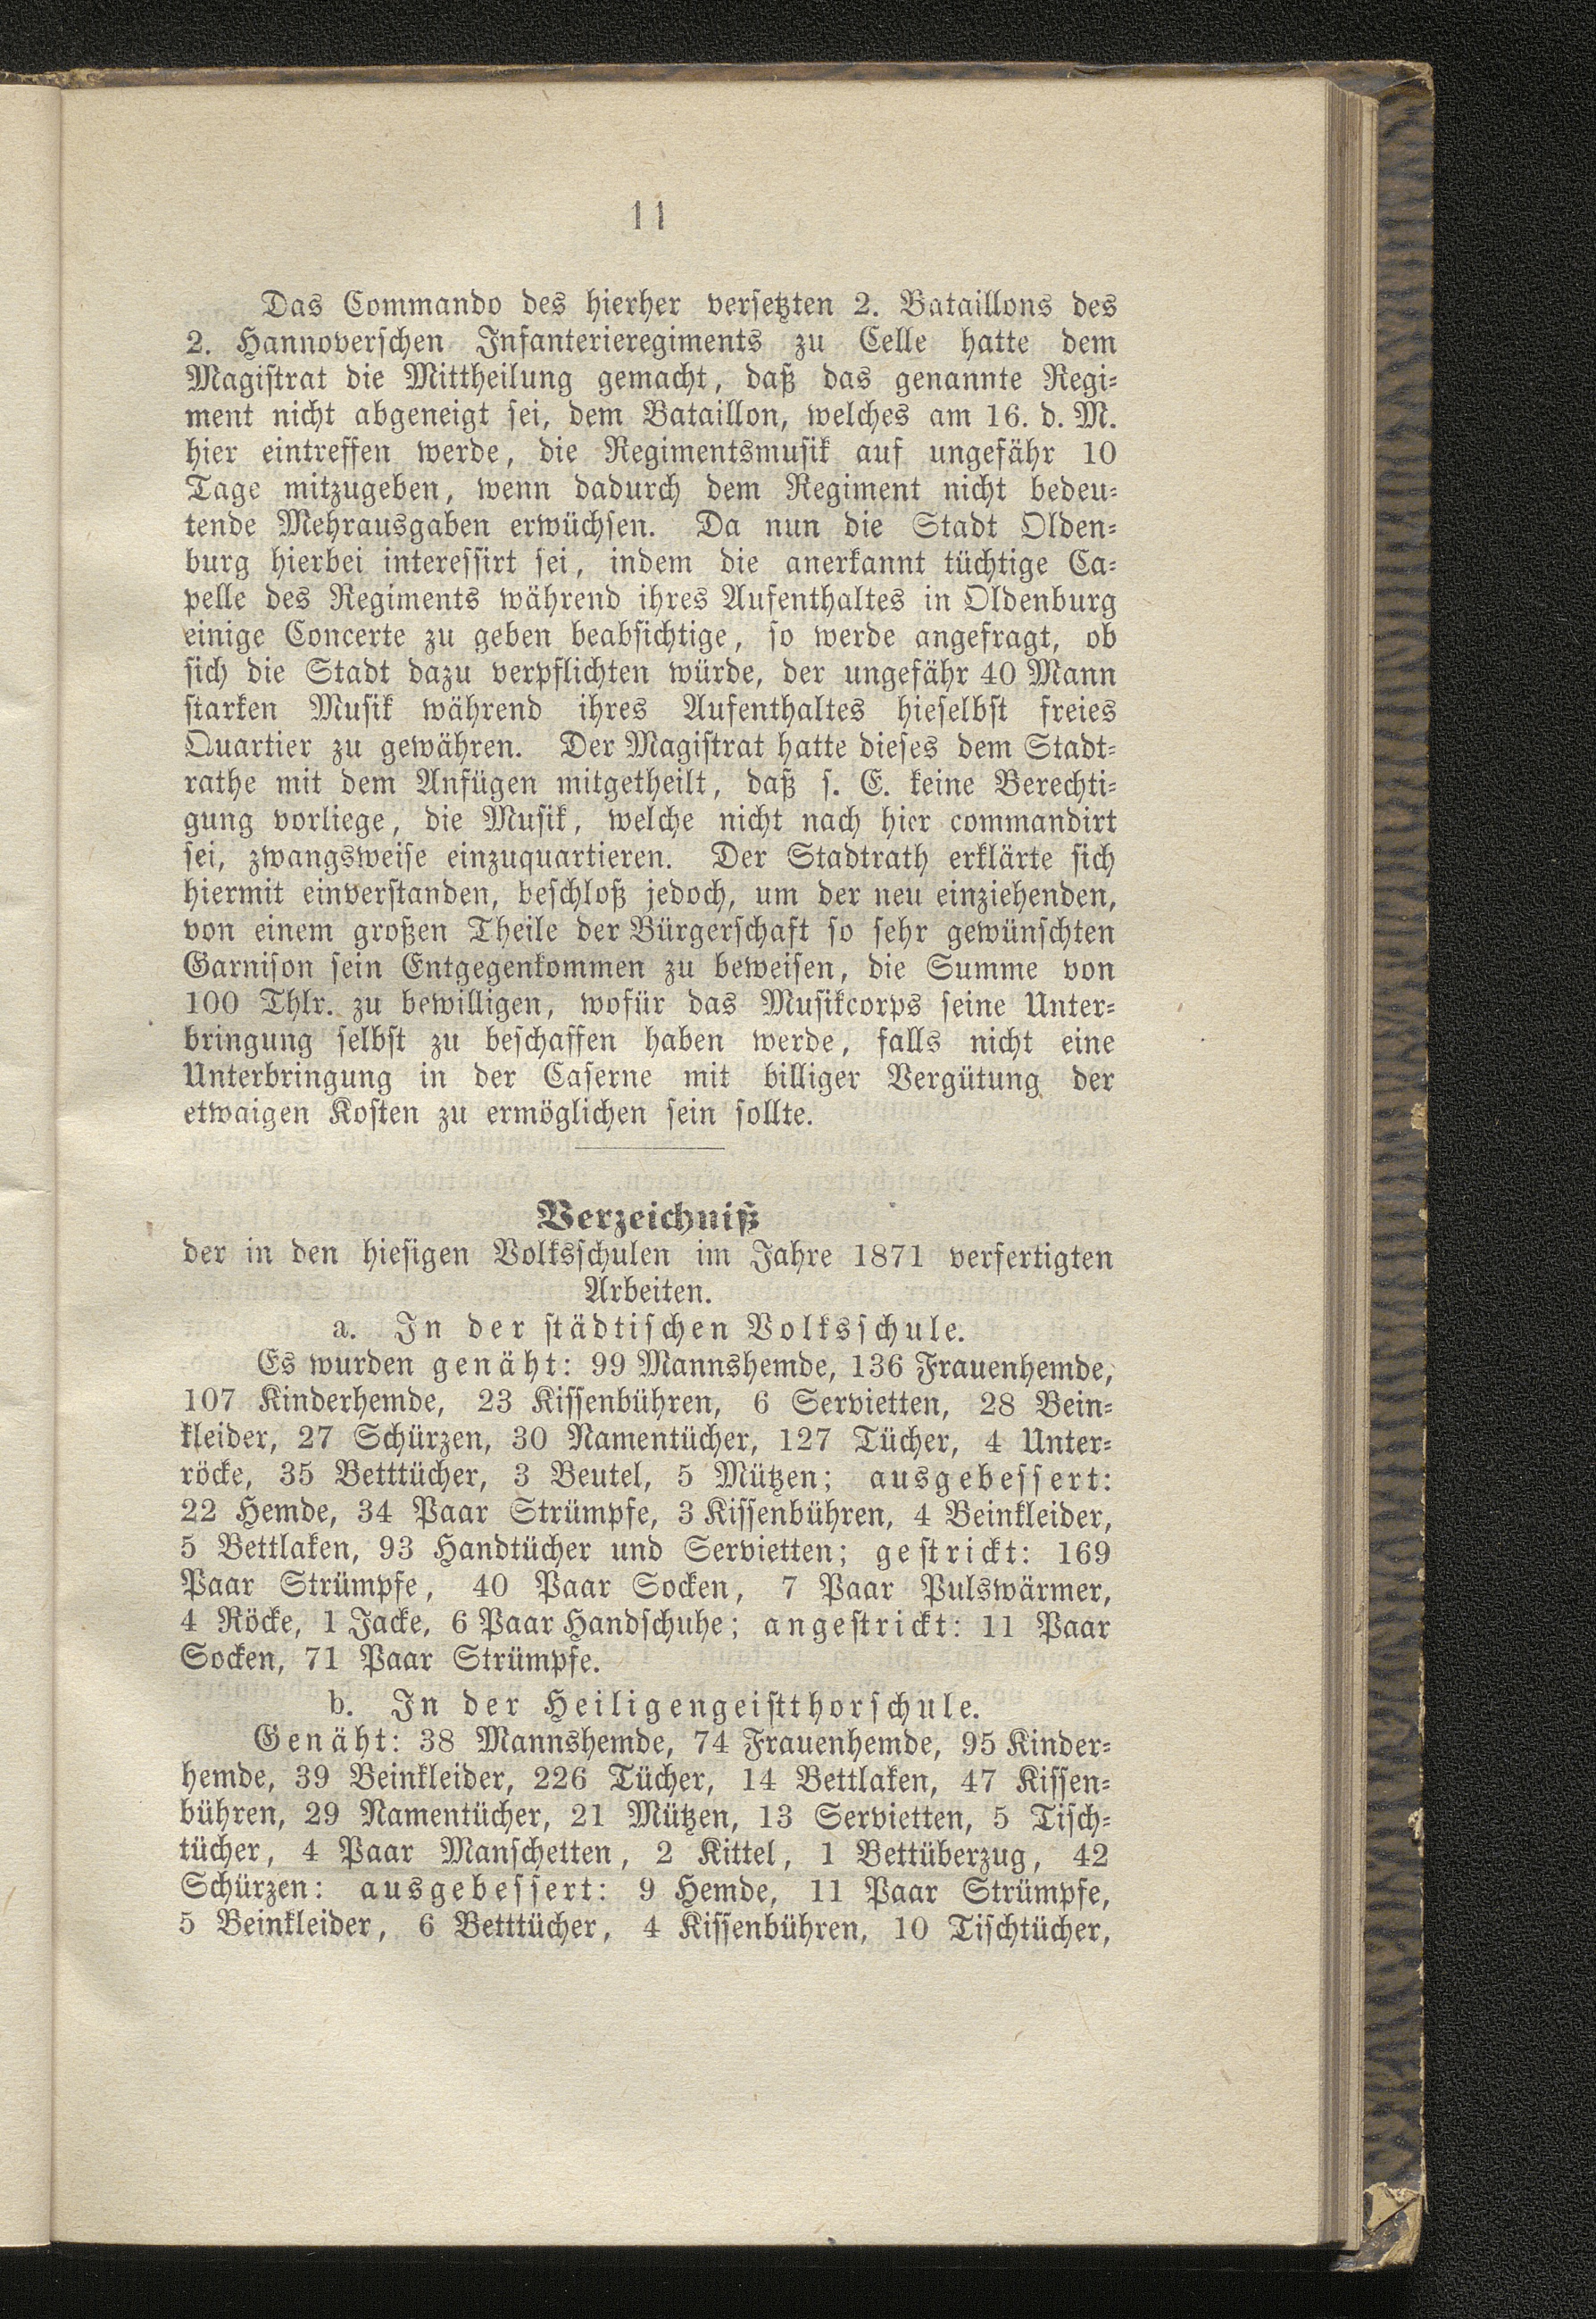 11
Das Commando des hierher versetzten 2. Bataillons des
2. Hannoverschen Infanterieregiments zu Celle hatte dem
Magistrat die Mittheilung gemacht, daß das genannte Regi-
ment nicht abgeneigt sei, dem Bataillon, welches am 16. d. M.
hier eintreffen werde, die Regimentsmusik auf ungefähr 10
Tage mitzugeben, wenn dadurch dem Regiment nicht bedeu-
tende Mehrausgaben erwüchsen. Da nun die Stadt Olden-
burg hierbei interessirt sei, indem die anerkannt tüchtige Ca-
pelle des Regiments während ihres Aufenthaltes in Oldenburg
einige Concerte zu geben beabsichtige, so werde angefragt, ob
sich die Stadt dazu verpflichten würde, der ungefähr 40 Mann
starken Musik während ihres Aufenthaltes hieselbst freies
Quartier zu gewähren. Der Magistrat hatte dieses dem Stadt-
rathe mit dem Anfügen mitgetheilt, daß s. E. keine Berechti-
gung vorliege, die Musik, welche nicht nach hier commandirt
sei, zwangsweise einzuquartieren. Der Stadtrath erklärte sich
hiermit einverstanden, beschloß jedoch, um der neu einziehenden,
von einem großen Theile der Bürgerschaft so sehr gewünschten
Garnison sein Entgegenkommen zu beweisen, die Summe von
100 Thlr. zu bewilligen, wofür das Musikcorps seine Unter-
bringung selbst zu beschaffen haben werde, falls nicht eine
Unterbringung in der Caserne mit billiger Vergütung der
etwaigen Kosten zu ermöglichen sein sollte.
Verzeichniß
der in den hiesigen Volksschulen im Jahre 1871 verfertigten
Arbeiten.
a. In der städtischen Volksschule.
Es wurden genäht: 99 Mannshemde, 136 Frauenhemde,
107 Kinderhemde, 23 Kissenbühren, 6 Servietten, 28 Bein-
kleider, 27 Schürzen, 30 Namentücher, 127 Tücher, 4 Unter-
röcke, 35 Betttücher, 3 Beutel, 5 Mützen; ausgebessert:
22 Hemde, 34 Paar Strümpfe, 3 Kissenbühren, 4 Beinkleider,
5 Bettlaken, 93 Handtücher und Servietten; gestrickt: 169
Paar Strümpfe, 40 Paar Socken, 7 Paar Pulswärmer,
4 Röcke, 1 Jacke, 6 Paar Handschuhe; angestrickt: 11 Paar
Socken, 71 Paar Strümpfe.
b. In der Heiligengeistthorschule.
Genäht: 38 Mannshemde, 74 Frauenhemde, 95 Kinder-
hemde, 39 Beinkleider, 226 Tücher, 14 Bettlaken, 47 Kissen-
bühren, 29 Namentücher, 21 Mützen, 13 Servietten, 5 Tisch-
tücher, 4 Paar Manschetten, 2 Kittel, 1 Bettüberzug, 42
Schürzen: ausgebessert: 9 Hemde, 11 Paar Strümpfe,
5 Beinkleider, 6 Betttücher, 4 Kissenbühren, 10 Tischtücher,